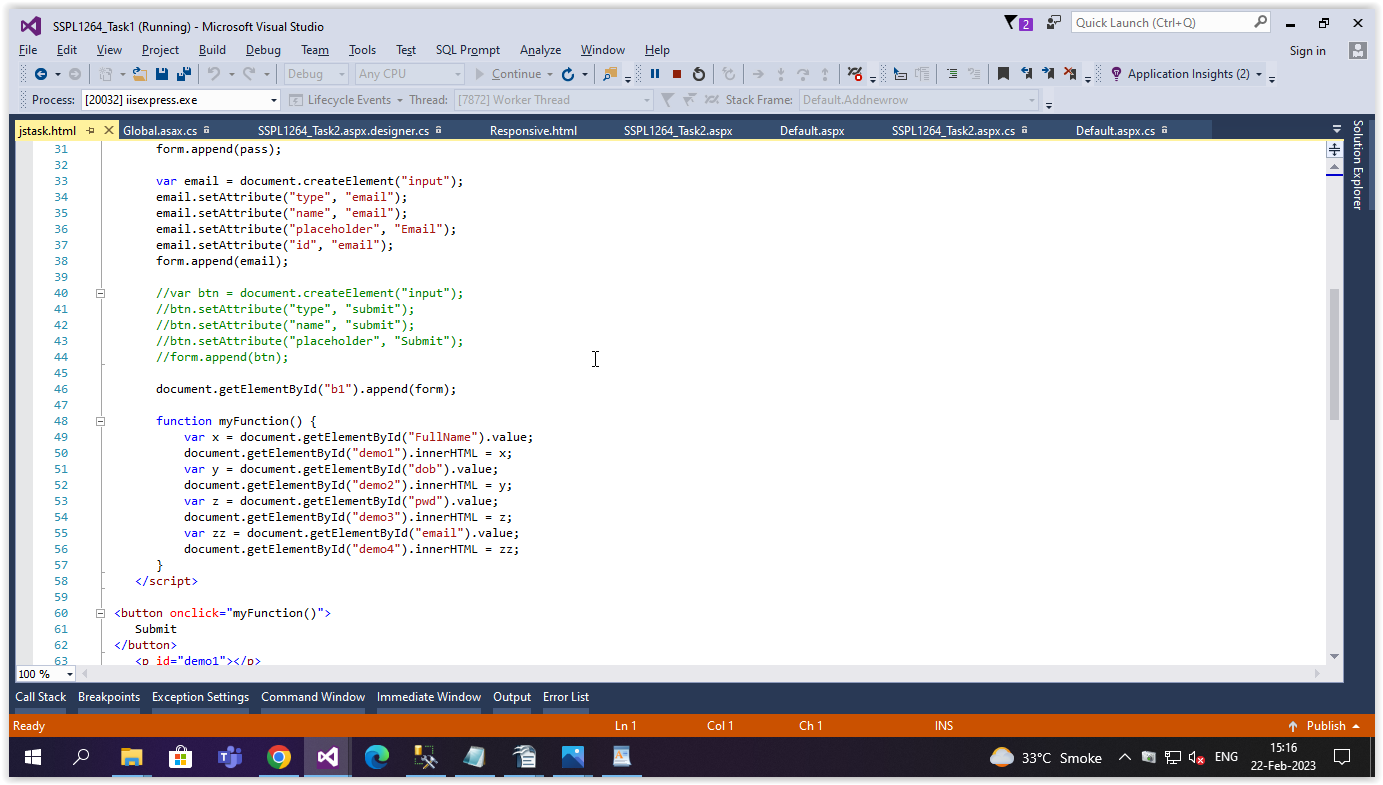 SSPL1264_Task1 (Running) - Microsoft Visual Studio
2
Quick Launch (Ctrl+Q)
File Edit View Project Build Debug Team Tools Test SQL Prompt Analyze Window Help
Sign in
Debug Any CPU Continue Application Insights (2)
Process: [20032] iisexpress.exe Lifecycle Events Thread: [7872] Worker Thread Stack Frame: Default.Addnewrow
jstask.html Global.asax.cs SSPL1264_Task2.aspx.designer.cs Responsive.html SSPL1264_Task2.aspx Default.aspx SSPL1264_Task2.aspx.cs Default.aspx.cs
Solution Explorer
31 form.append(pass);
32
33 var email = document.createElement("input");
34 email.setAttribute("type", "email");
35 email.setAttribute("name", "email");
36 email.setAttribute("placeholder", "Email");
37 email.setAttribute("id", "email");
38 form.append(email);
39
40 //var btn = document.createElement("input");
41 //btn.setAttribute("type", "submit");
42 //btn.setAttribute("name", "submit");
43 //btn.setAttribute("placeholder", "Submit");
44 //form.append(btn);
45
46 document.getElementById("b1").append(form);
47
48 function myFunction() {
49 var x = document.getElementById("FullName").value;
50 document.getElementById("demo1").innerHTML = x;
51 var y = document.getElementById("dob").value;
52 document.getElementById("demo2").innerHTML = y;
53 var z = document.getElementById("pwd").value;
54 document.getElementById("demo3").innerHTML = z;
55 var zz = document.getElementById("email").value;
56 document.getElementById("demo4").innerHTML = zz;
57 }
58 </script>
59
60 <button onclick="myFunction()">
61 Submit
62 </button>
63 <p id="demo1"></p>
100 %
Call Stack Breakpoints Exception Settings Command Window Immediate Window Output Error List
Ready Ln 1 Col 1 Ch 1 INS Publish
33°C Smoke ENG 15:16
22-Feb-2023